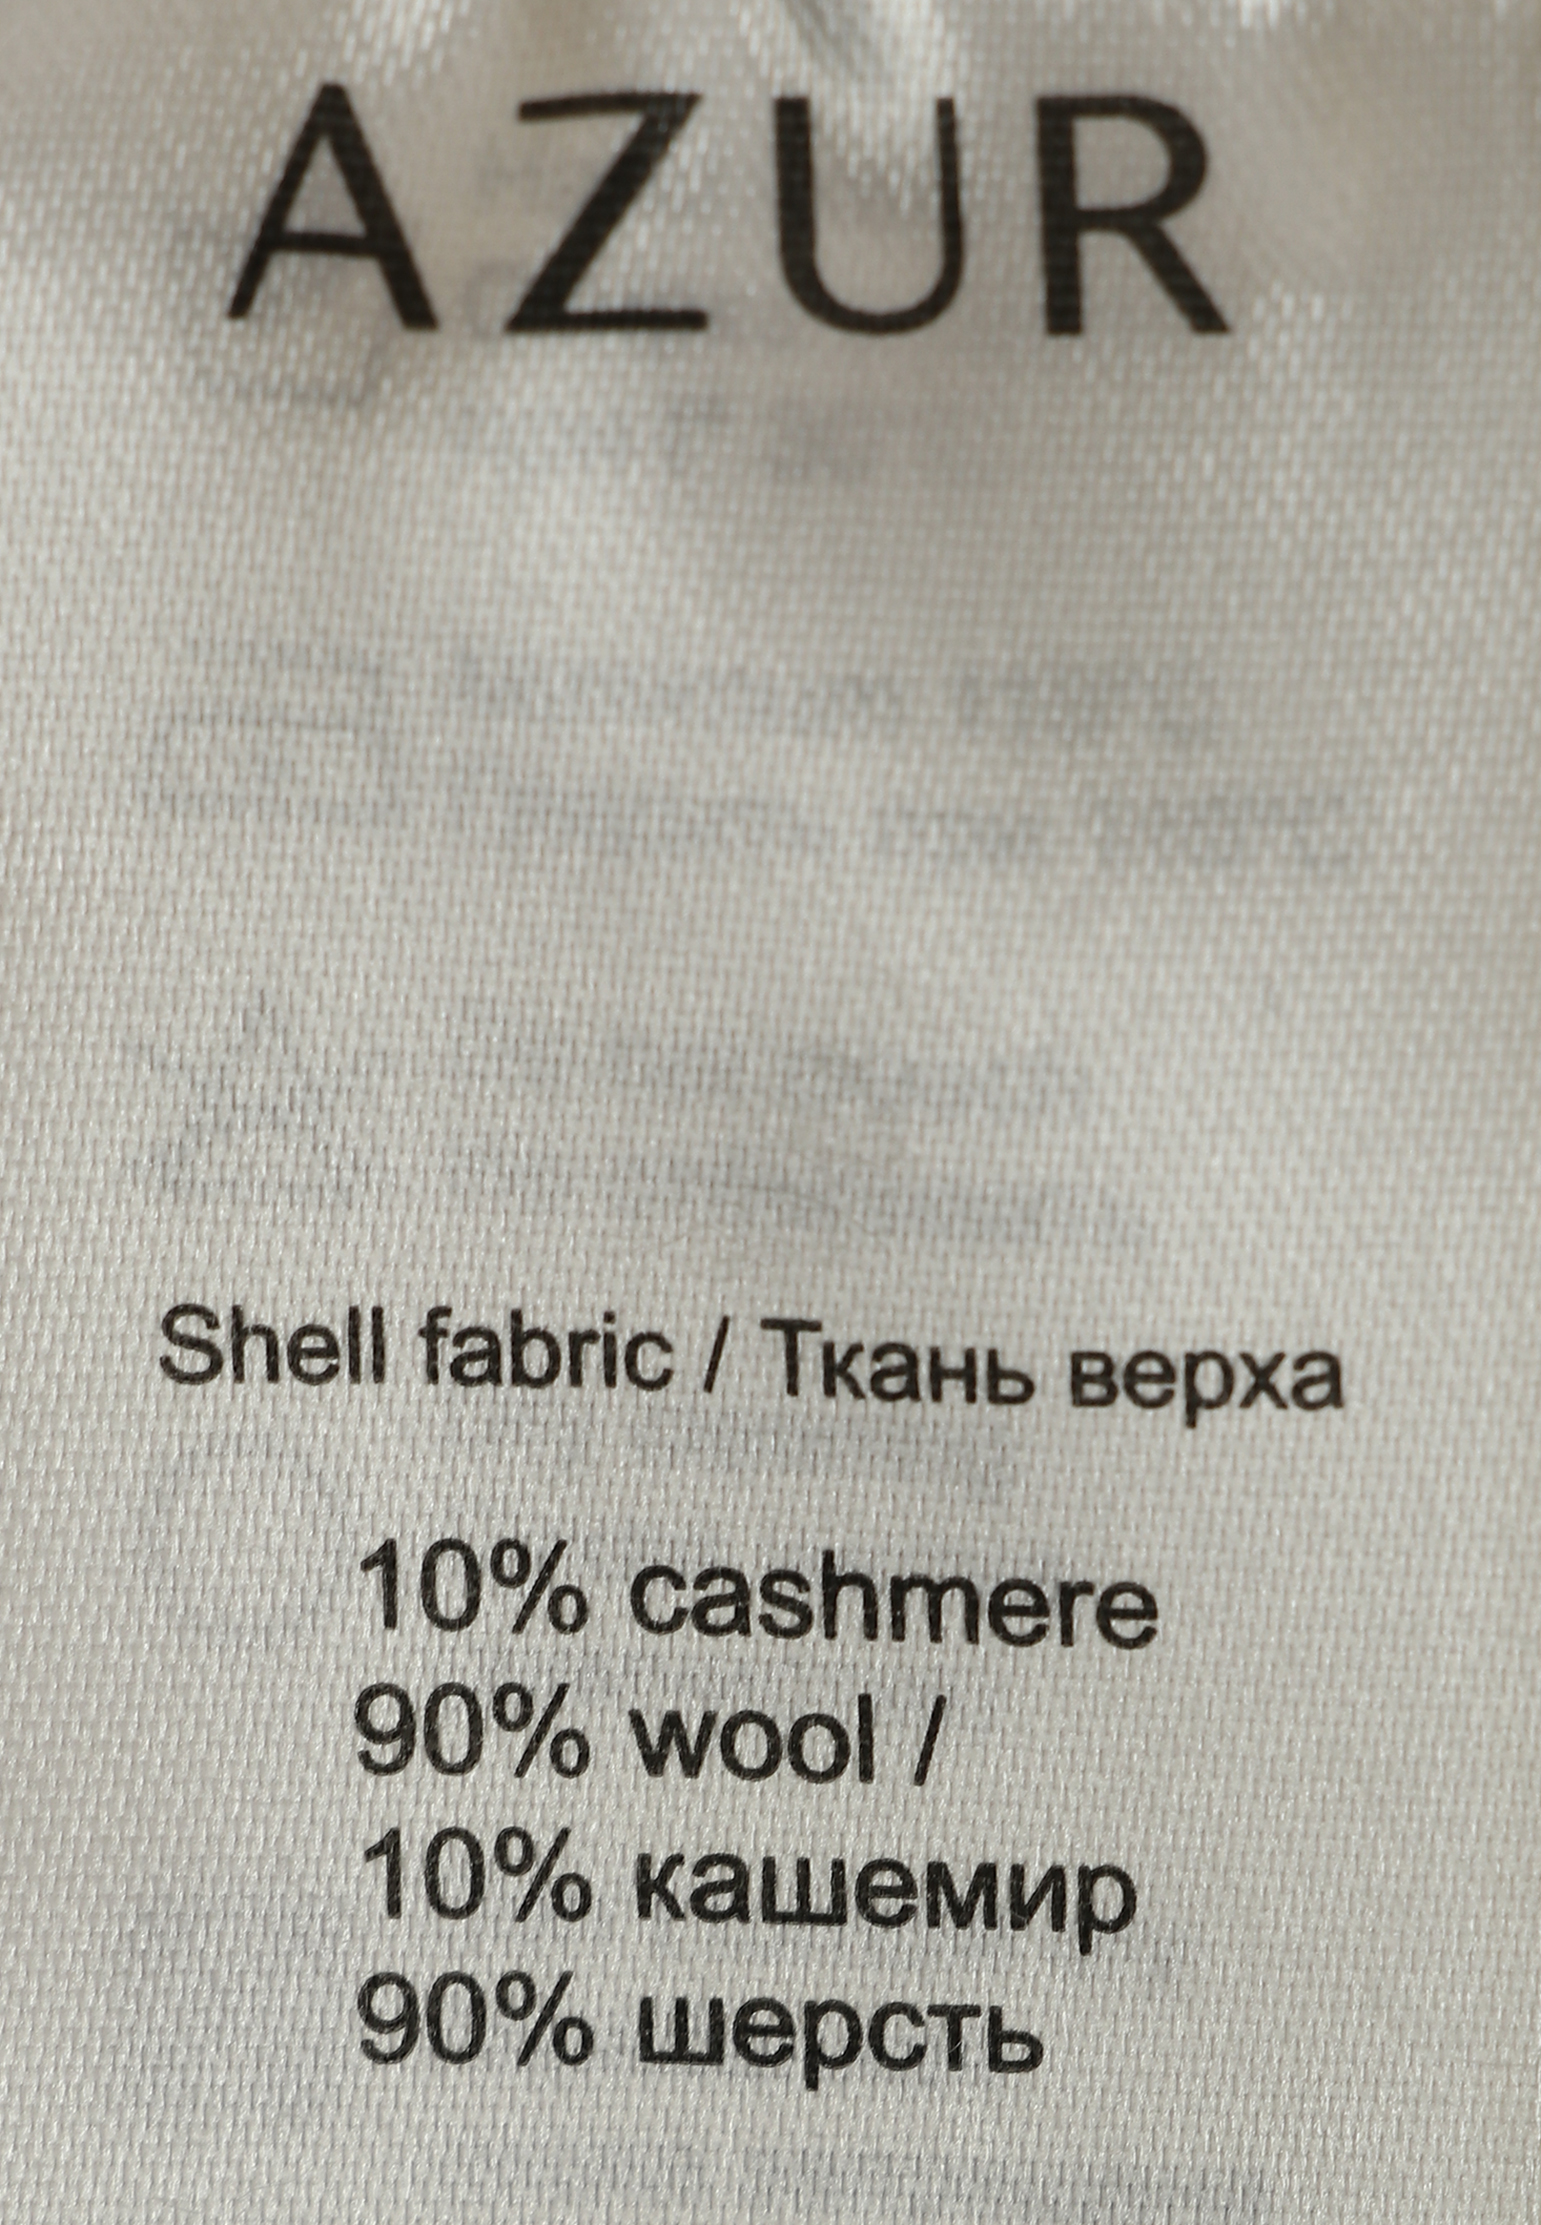 AZUR
Shell fabric / Ткань верха
10% cashmere
90% wool /
10% кашемир
90% шерсть